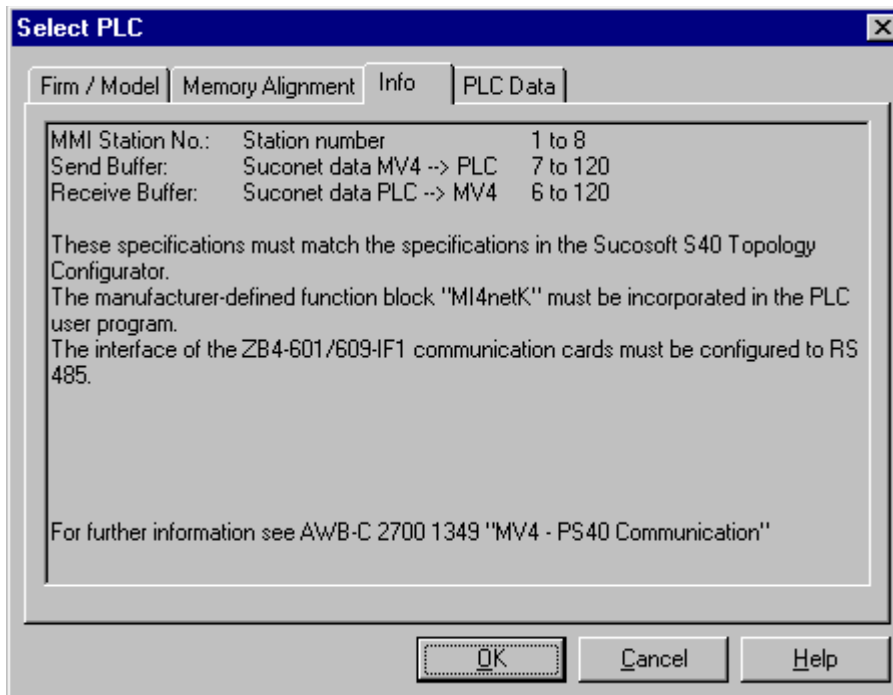 Select PLC
Firm / Model Memory Alignment Info PLC Data
MMI Station No.: Station number 1 to 8
Send Buffer: Suconet data MV4 --> PLC 7 to 120
Receive Buffer: Suconet data PLC --> MV4 6 to 120
These specifications must match the specifications in the Sucosoft S40 Topology
Configurator.
The manufacturer-defined function block "MI4netK" must be incorporated in the PLC
user program.
The interface of the ZB4-601/609-IF1 communication cards must be configured to RS
485.
For further information see AWB-C 2700 1349 "MV4 - PS40 Communication"
OK Cancel Help